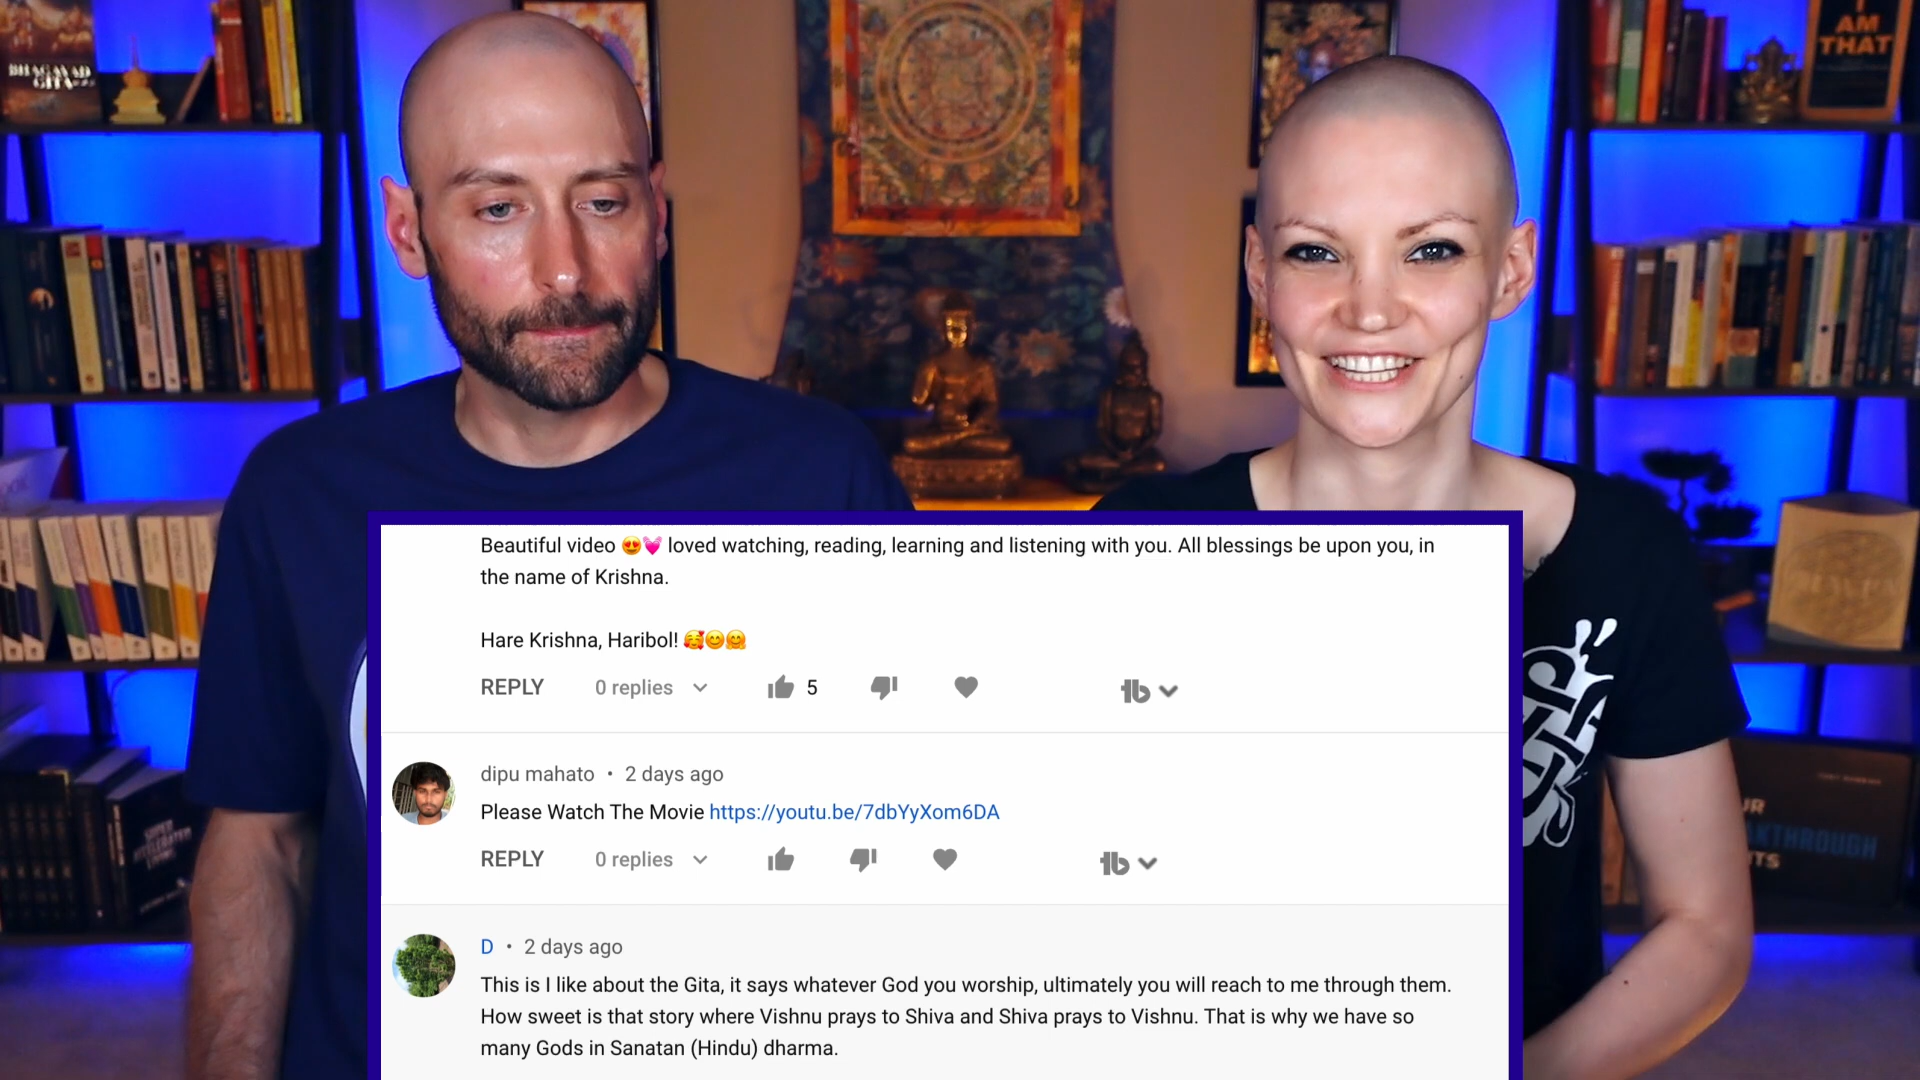 BHAGAVAD
GITA
I
AM
THAT
Beautiful video 😍💓 loved watching, reading, learning and listening with you. All blessings be upon you, in
the name of Krishna.
Hare Krishna, Haribol! 🥰😊🤗
REPLY 0 replies 5
dipu mahato • 2 days ago
Please Watch The Movie https://youtu.be/7dbYyXom6DA
REPLY 0 replies
D • 2 days ago
This is I like about the Gita, it says whatever God you worship, ultimately you will reach to me through them.
How sweet is that story where Vishnu prays to Shiva and Shiva prays to Vishnu. That is why we have so
many Gods in Sanatan (Hindu) dharma.